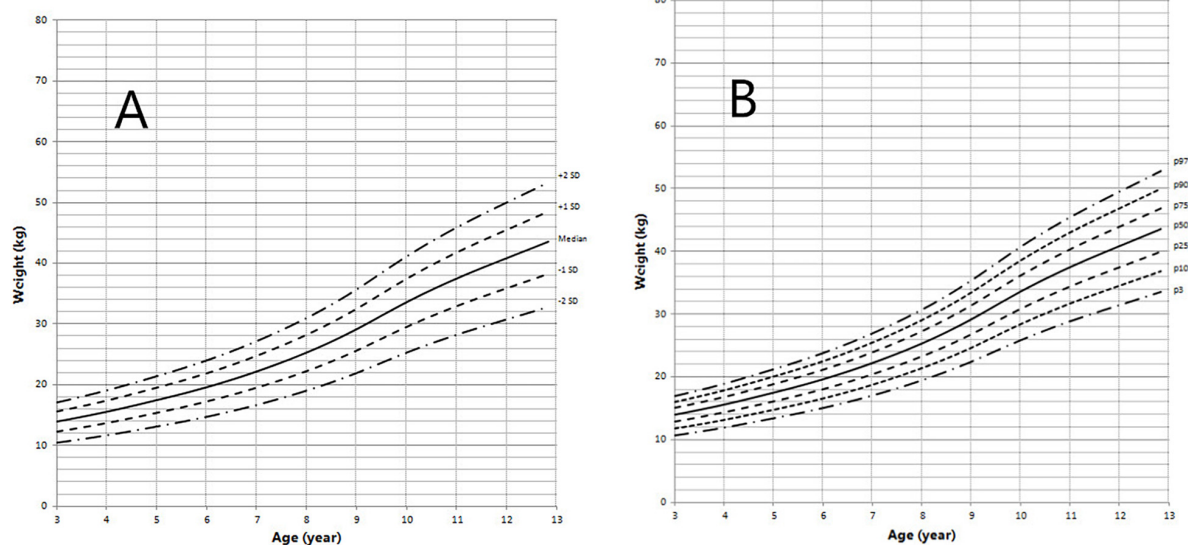 A
80
70
60
50
40
30
20
10
0
Weight (kg)
3 4 5 6 7 8 9 10 11 12 13
Age (year)
+2 SD
+1 SD
Median
-1 SD
-2 SD
B
80
70
60
50
40
30
20
10
0
Weight (kg)
3 4 5 6 7 8 9 10 11 12 13
Age (year)
p97
p90
p75
p50
p25
p10
p3